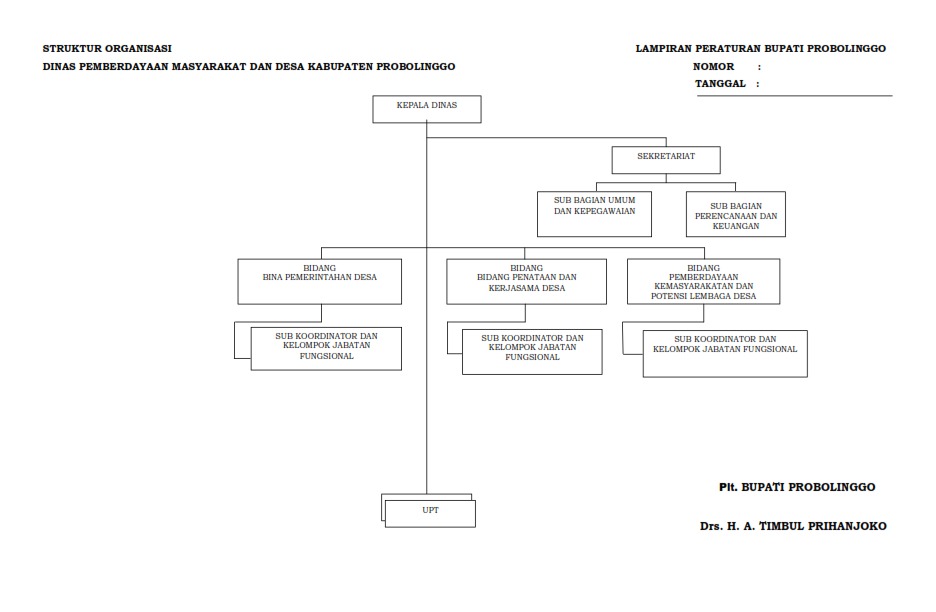 STRUKTUR ORGANISASI
DINAS PEMBERDAYAAN MASYARAKAT DAN DESA KABUPATEN PROBOLINGGO
LAMPIRAN PERATURAN BUPATI PROBOLINGGO
NOMOR :
TANGGAL :
KEPALA DINAS
SEKRETARIAT
SUB BAGIAN UMUM
DAN KEPEGAWAIAN
SUB BAGIAN
PERENCANAAN DAN
KEUANGAN
BIDANG
BINA PEMERINTAHAN DESA
BIDANG
BIDANG PENATAAN DAN
KERJASAMA DESA
BIDANG
PEMBERDAYAAN
KEMASYARAKATAN DAN
POTENSI LEMBAGA DESA
SUB KOORDINATOR DAN
KELOMPOK JABATAN
FUNGSIONAL
SUB KOORDINATOR DAN
KELOMPOK JABATAN
FUNGSIONAL
SUB KOORDINATOR DAN
KELOMPOK JABATAN FUNGSIONAL
UPT
Plt. BUPATI PROBOLINGGO
Drs. H. A. TIMBUL PRIHANJOKO